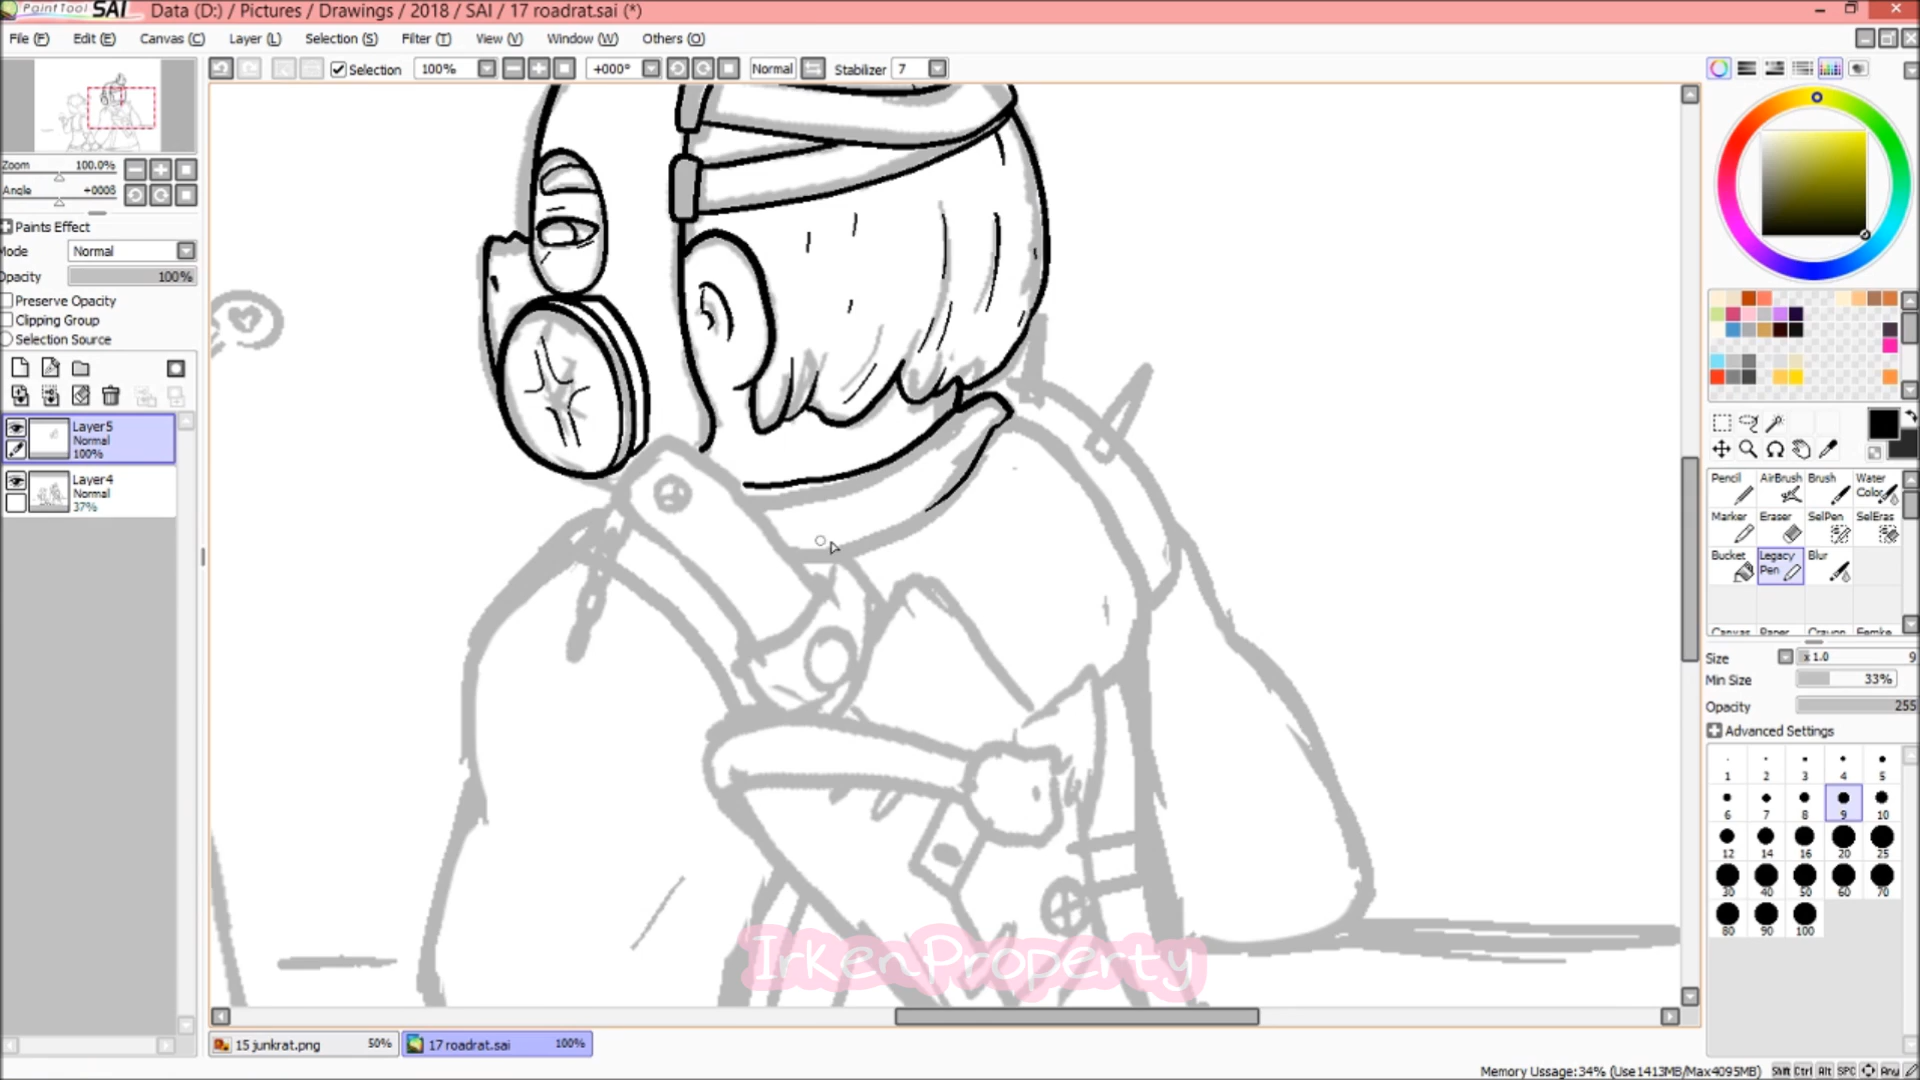 PaintTool SAI Data (D:) / Pictures / Drawings / 2018 / SAI / 17 roadrat.sai (*)
File (F) Edit (E) Canvas (C) Layer (L) Selection (S) Filter (T) View (V) Window (W) Others (O)
Selection 100% +000° Normal Stabilizer 7
Zoom 100.0%
Angle
Paints Effect
Mode Normal
Opacity 100%
Preserve Opacity
Clipping Group
Selection Source
Layer5
Normal
100%
Layer4
Normal
37%
Pencil AirBrush Brush Water Color
Marker Eraser SelPen SelEras
Bucket Legacy Pen Blur
Size x 1.0 9
Min Size 33%
Opacity 255
Advanced Settings
1 2 3 4 5
6 7 8 9 10
12 14 16 20 25
30 40 50 60 70
80 90 100
IrkenProperty
15 junkrat.png 50% 17 roadrat.sai 100%
Memory Ussage:34% (Use1413MB/Max4095MB) Shift Ctrl Alt SPC Any